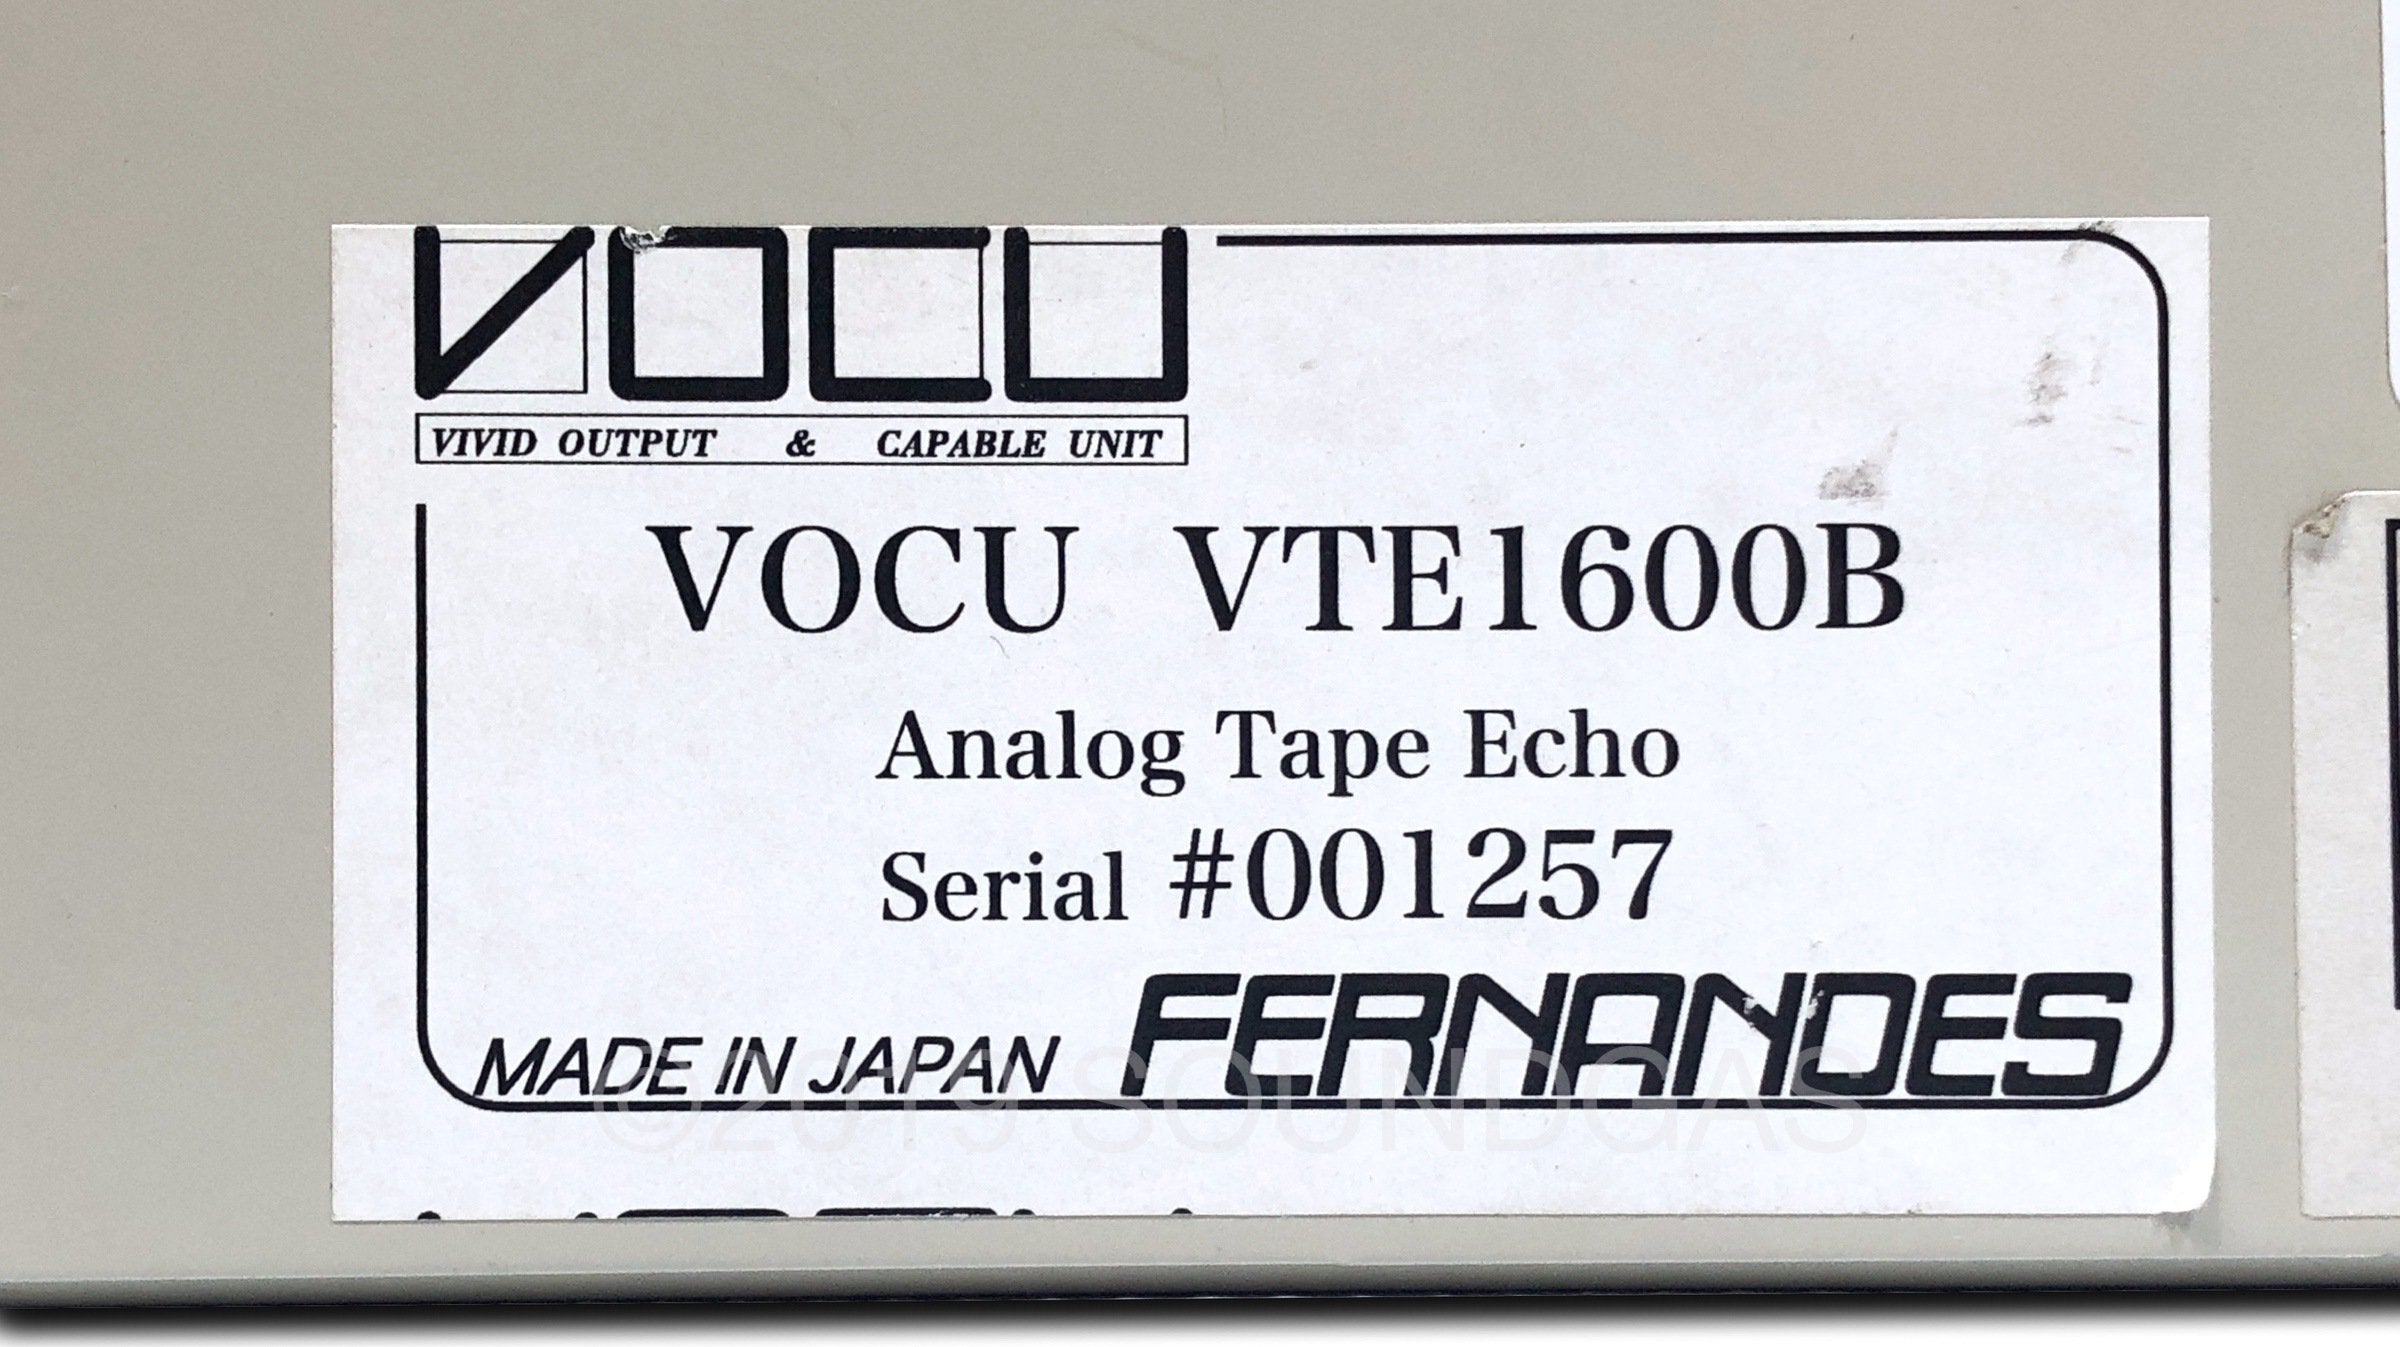 VOCU
VIVID OUTPUT & CAPABLE UNIT
VOCU VTE1600B
Analog Tape Echo
Serial #001257
MADE IN JAPAN FERNANDES
©2019 SOUNDGAS